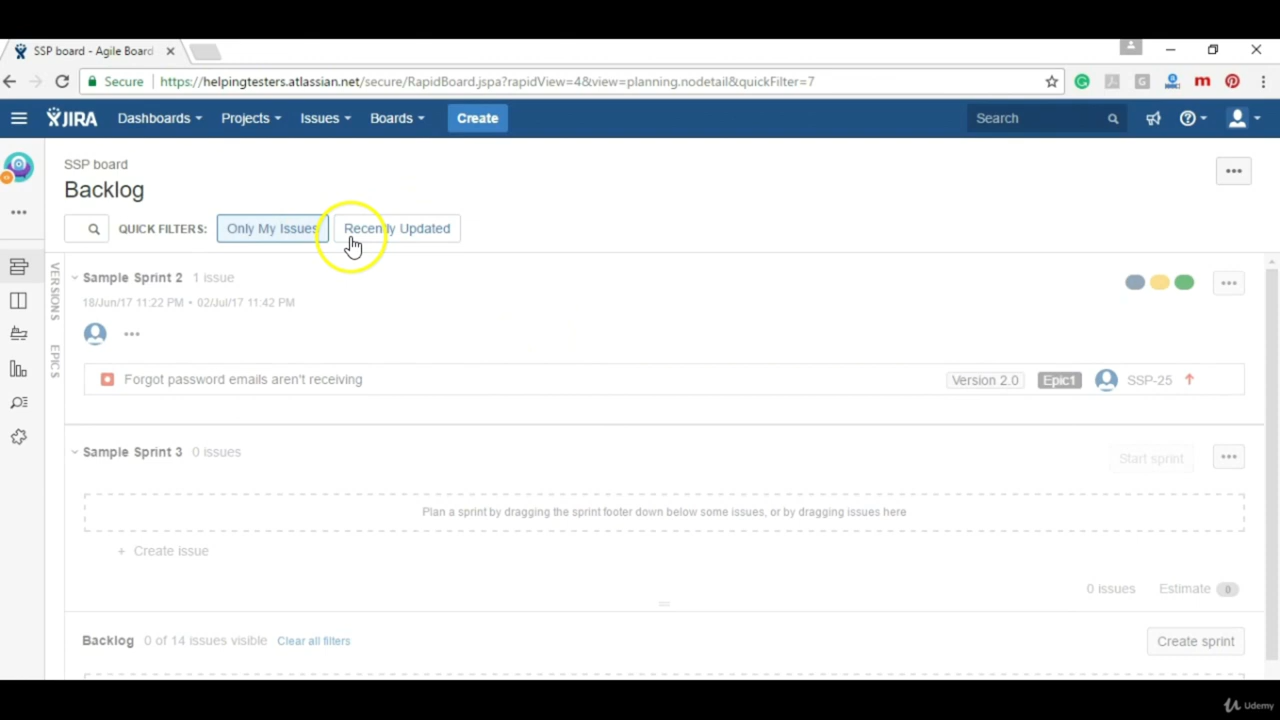 SSP board - Agile Board
Secure
https://helpingtesters.atlassian.net/secure/RapidBoard.jspa?rapidView=4&view=planning.nodetail&quickFilter=7
JIRA
Dashboards
Projects
Issues
Boards
Create
Search
SSP board
Backlog
QUICK FILTERS:
Only My Issues
Recently Updated
VERSIONS
EPICS
Sample Sprint 2 1 issue
18/Jun/17 11:22 PM • 02/Jul/17 11:42 PM
Forgot password emails aren't receiving
Version 2.0
Epic1
SSP-25
Sample Sprint 3 0 issues
Start sprint
Plan a sprint by dragging the sprint footer down below some issues, or by dragging issues here
+ Create issue
0 issues
Estimate 0
Backlog 0 of 14 issues visible Clear all filters
Create sprint
Udemy